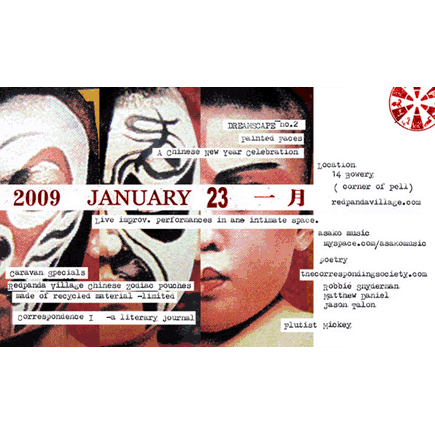 DREAMSCAPE no.2
painted faces
A Chinese New Year Celebration
Location
14 Bowery
( corner of pell)
redpandavillage.com
2009 JANUARY 23 一月
Live improv. performances in ane intimate space.
asako music
myspace.com/asakomusic
poetry
thecorrespondingsociety.com
Robbie Snyderman
Matthew Daniel
Jason Talon
flutist Mickey
Caravan Specials
Redpanda Village Chinese Zodiac pouches
made of recycled material -limited
Correspondence I -a literary journal